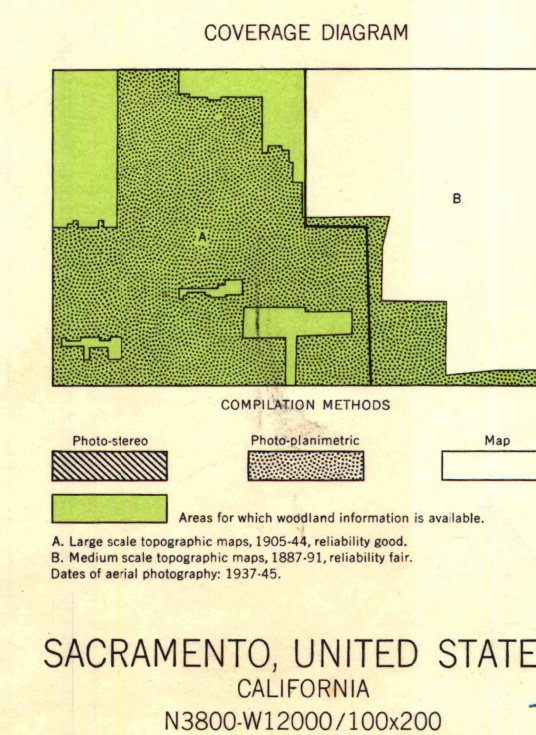 COVERAGE DIAGRAM
B
A
COMPILATION METHODS
Photo-stereo Photo-planimetric Map
Areas for which woodland information is available.
A. Large scale topographic maps, 1905-44, reliability good.
B. Medium scale topographic maps, 1887-91, reliability fair.
Dates of aerial photography: 1937-45.
SACRAMENTO, UNITED STATE
CALIFORNIA
N3800-W12000/100x200